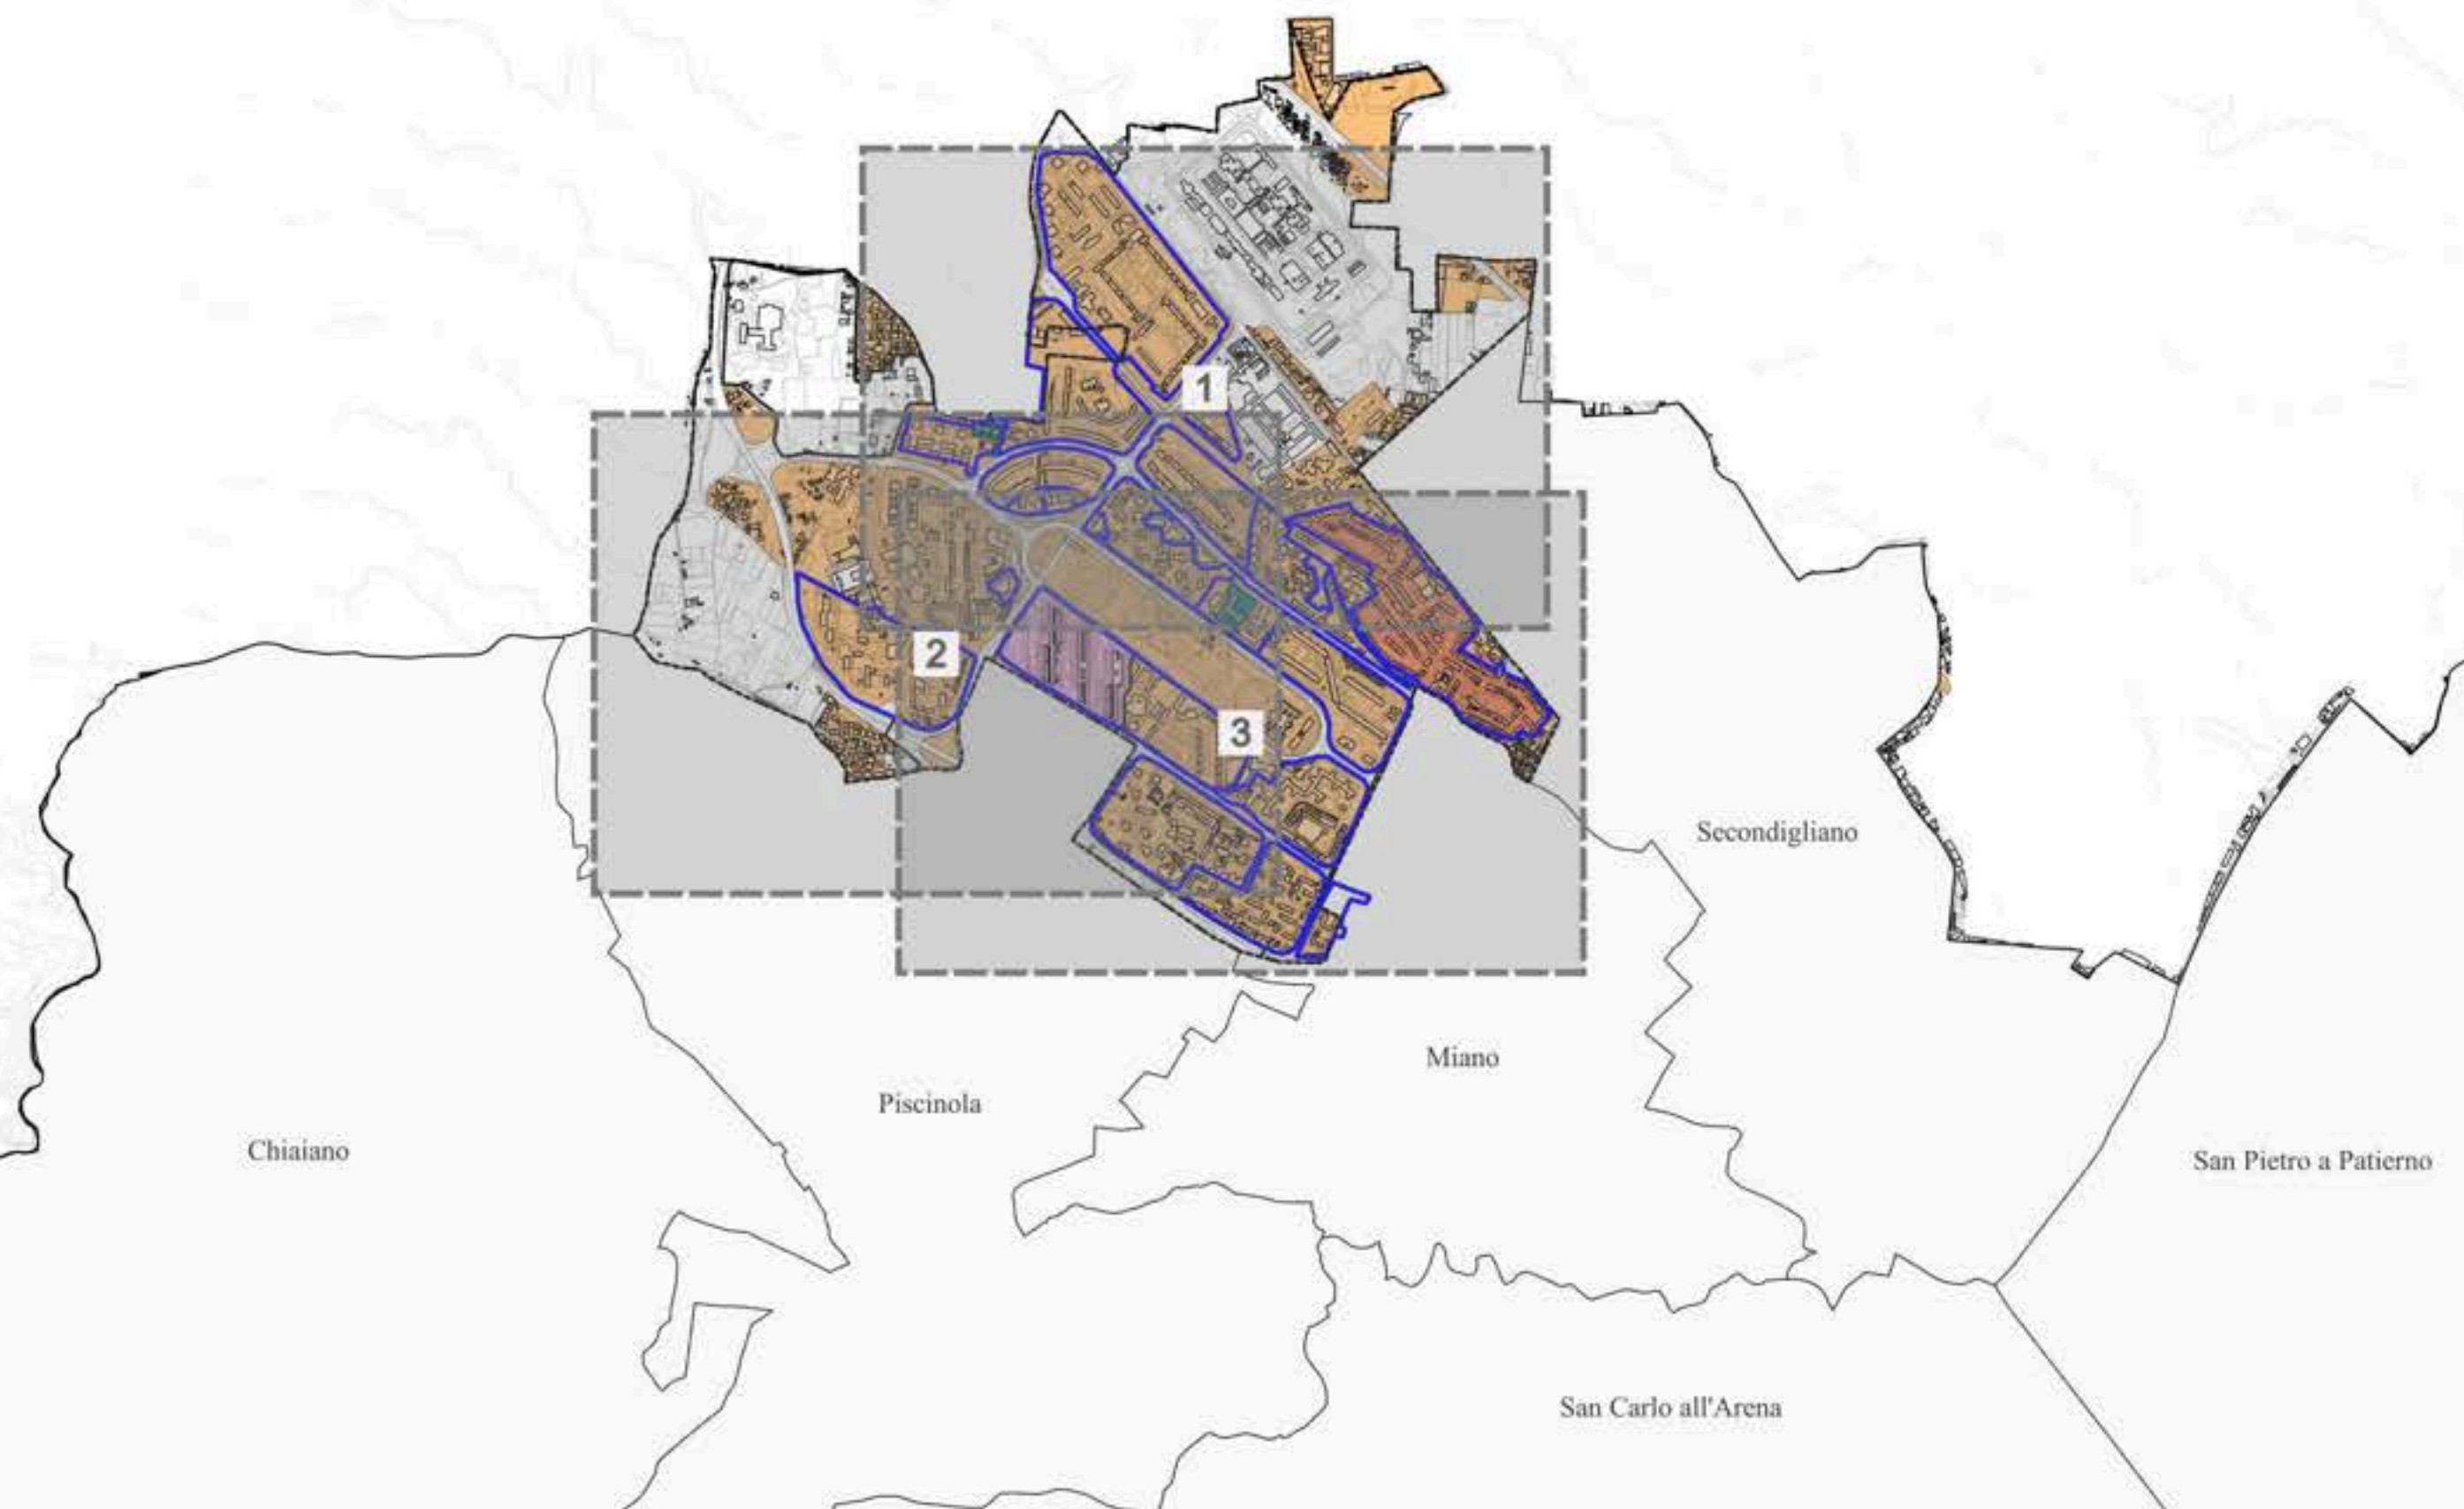 1
2
3
Secondigliano
Miano
Piscinola
Chiaiano
San Pietro a Patierno
San Carlo all'Arena